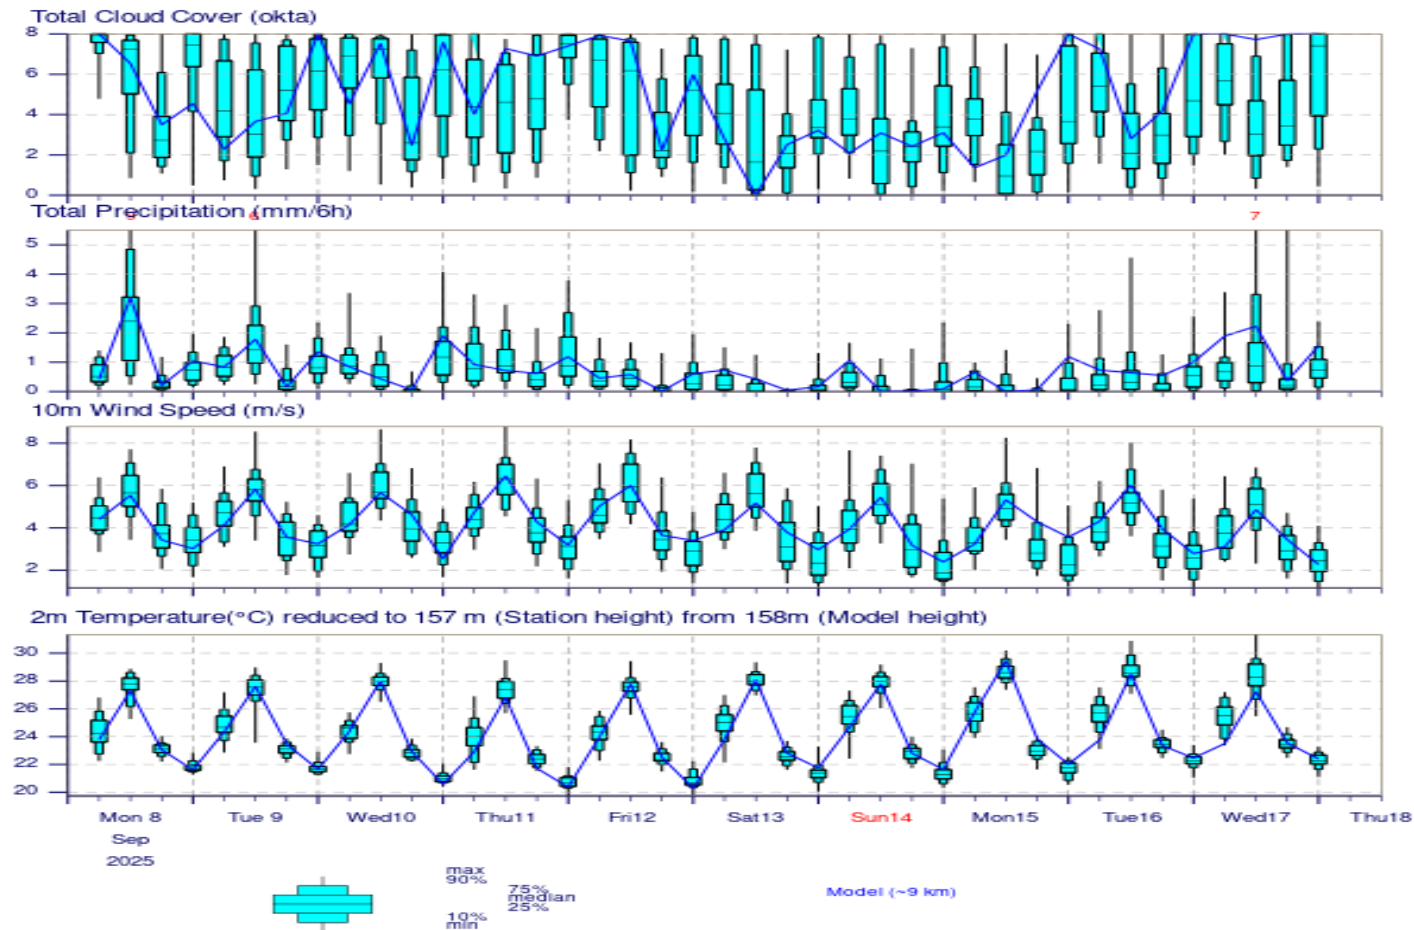 Total Cloud Cover (okta)
8
6
4
2
0
Total Precipitation (mm/6h)
7
5
4
3
2
1
0
10m Wind Speed (m/s)
8
6
4
2
2m Temperature(°C) reduced to 157 m (Station height) from 158m (Model height)
30
28
26
24
22
20
Mon 8 Tue 9 Wed10 Thu11 Fri12 Sat13 Sun14 Mon15 Tue16 Wed17 Thu18
Sep
2025
max
90%
75%
median
25%
10%
min
Model (~9 km)